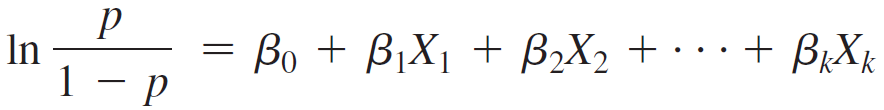 ln p / (1 − p) = β₀ + β₁X₁ + β₂X₂ + · · · + βₖXₖ